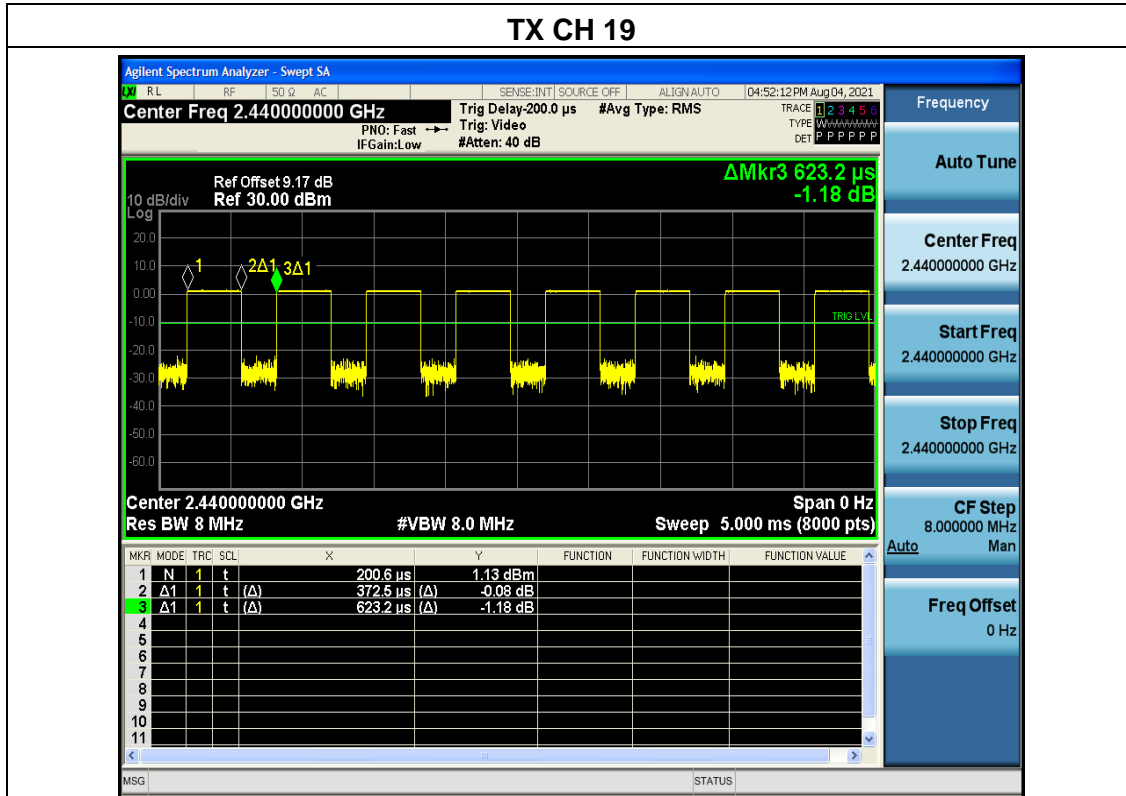 TX CH 19
Agilent Spectrum Analyzer - Swept SA
LXI RL RF 50 Ω AC SENSE:INT SOURCE OFF ALIGN AUTO 04:52:12 PM Aug 04, 2021
Center Freq 2.440000000 GHz
PNO: Fast
IFGain:Low
Trig Delay-200.0 µs
Trig: Video
#Atten: 40 dB
#Avg Type: RMS
TRACE 1 2 3 4 5 6
TYPE
DET P P P P P P
Frequency
Auto Tune
Center Freq
2.440000000 GHz
Start Freq
2.440000000 GHz
Stop Freq
2.440000000 GHz
CF Step
8.000000 MHz
Auto Man
Freq Offset
0 Hz
ΔMkr3 623.2 µs
-1.18 dB
Ref Offset 9.17 dB
10 dB/div Ref 30.00 dBm
Log
20.0
10.0
0.00
-10.0
-20.0
-30.0
-40.0
-50.0
-60.0
1
2Δ1
3Δ1
TRIG LVL
Center 2.440000000 GHz Span 0 Hz
Res BW 8 MHz #VBW 8.0 MHz Sweep 5.000 ms (8000 pts)
MKR MODE TRC SCL X Y FUNCTION FUNCTION WIDTH FUNCTION VALUE
1 N 1 t 200.6 µs 1.13 dBm
2 Δ1 1 t (Δ) 372.5 µs (Δ) -0.08 dB
3 Δ1 1 t (Δ) 623.2 µs (Δ) -1.18 dB
4
5
6
7
8
9
10
11
MSG STATUS